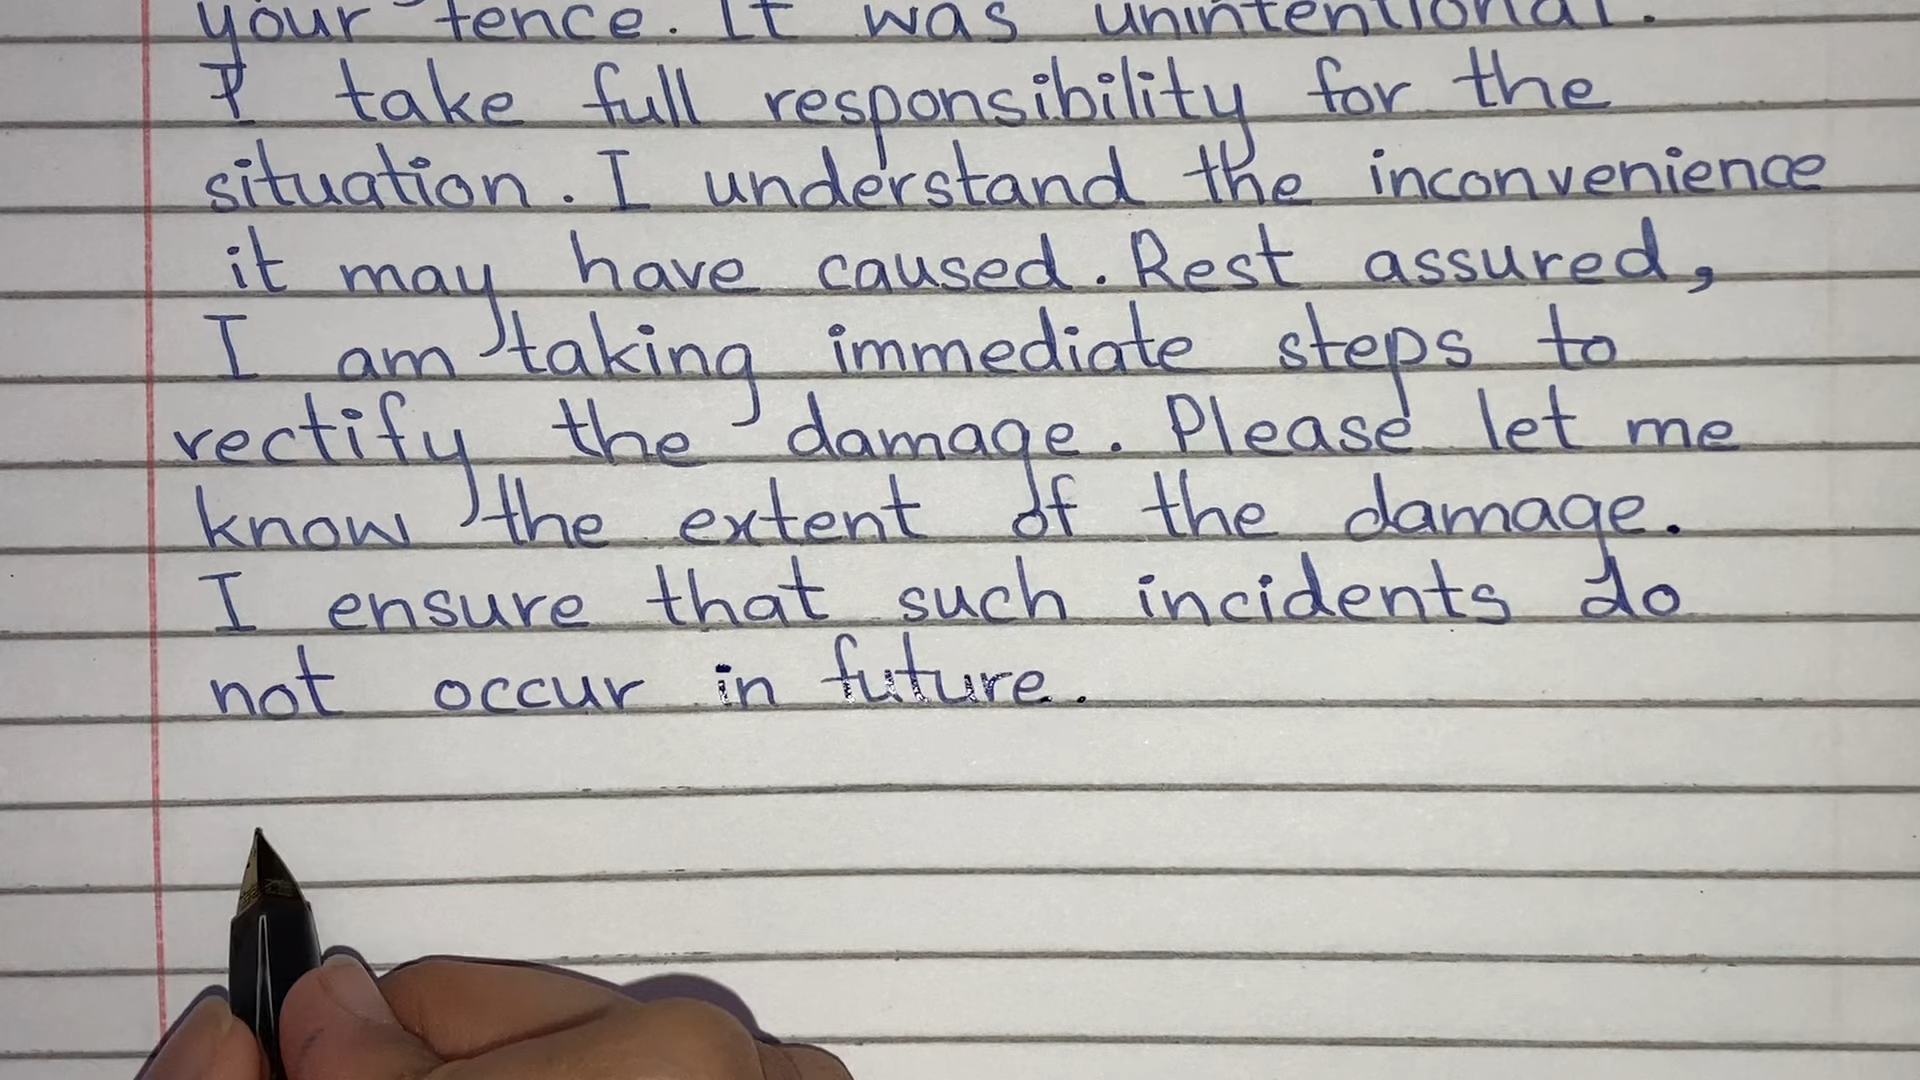 your fence. It was unintentional.
I take full responsibility for the
situation. I understand the inconvenience
it may have caused. Rest assured,
I am taking immediate steps to
rectify the damage. Please let me
know the extent of the damage.
I ensure that such incidents do
not occur in future.